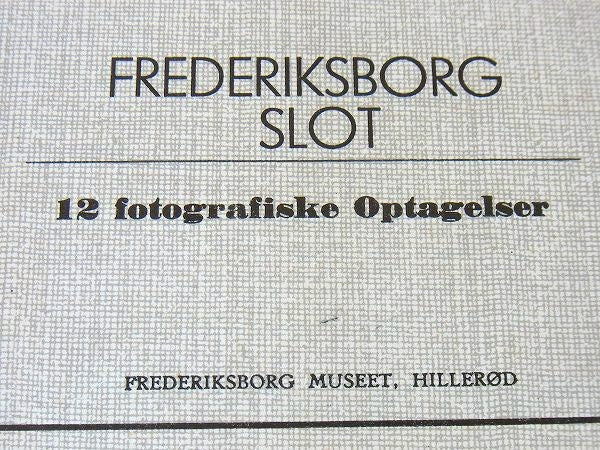 FREDERIKSBORG
SLOT
12 fotografiske Optagelser
FREDERIKSBORG MUSEET, HILLERØD